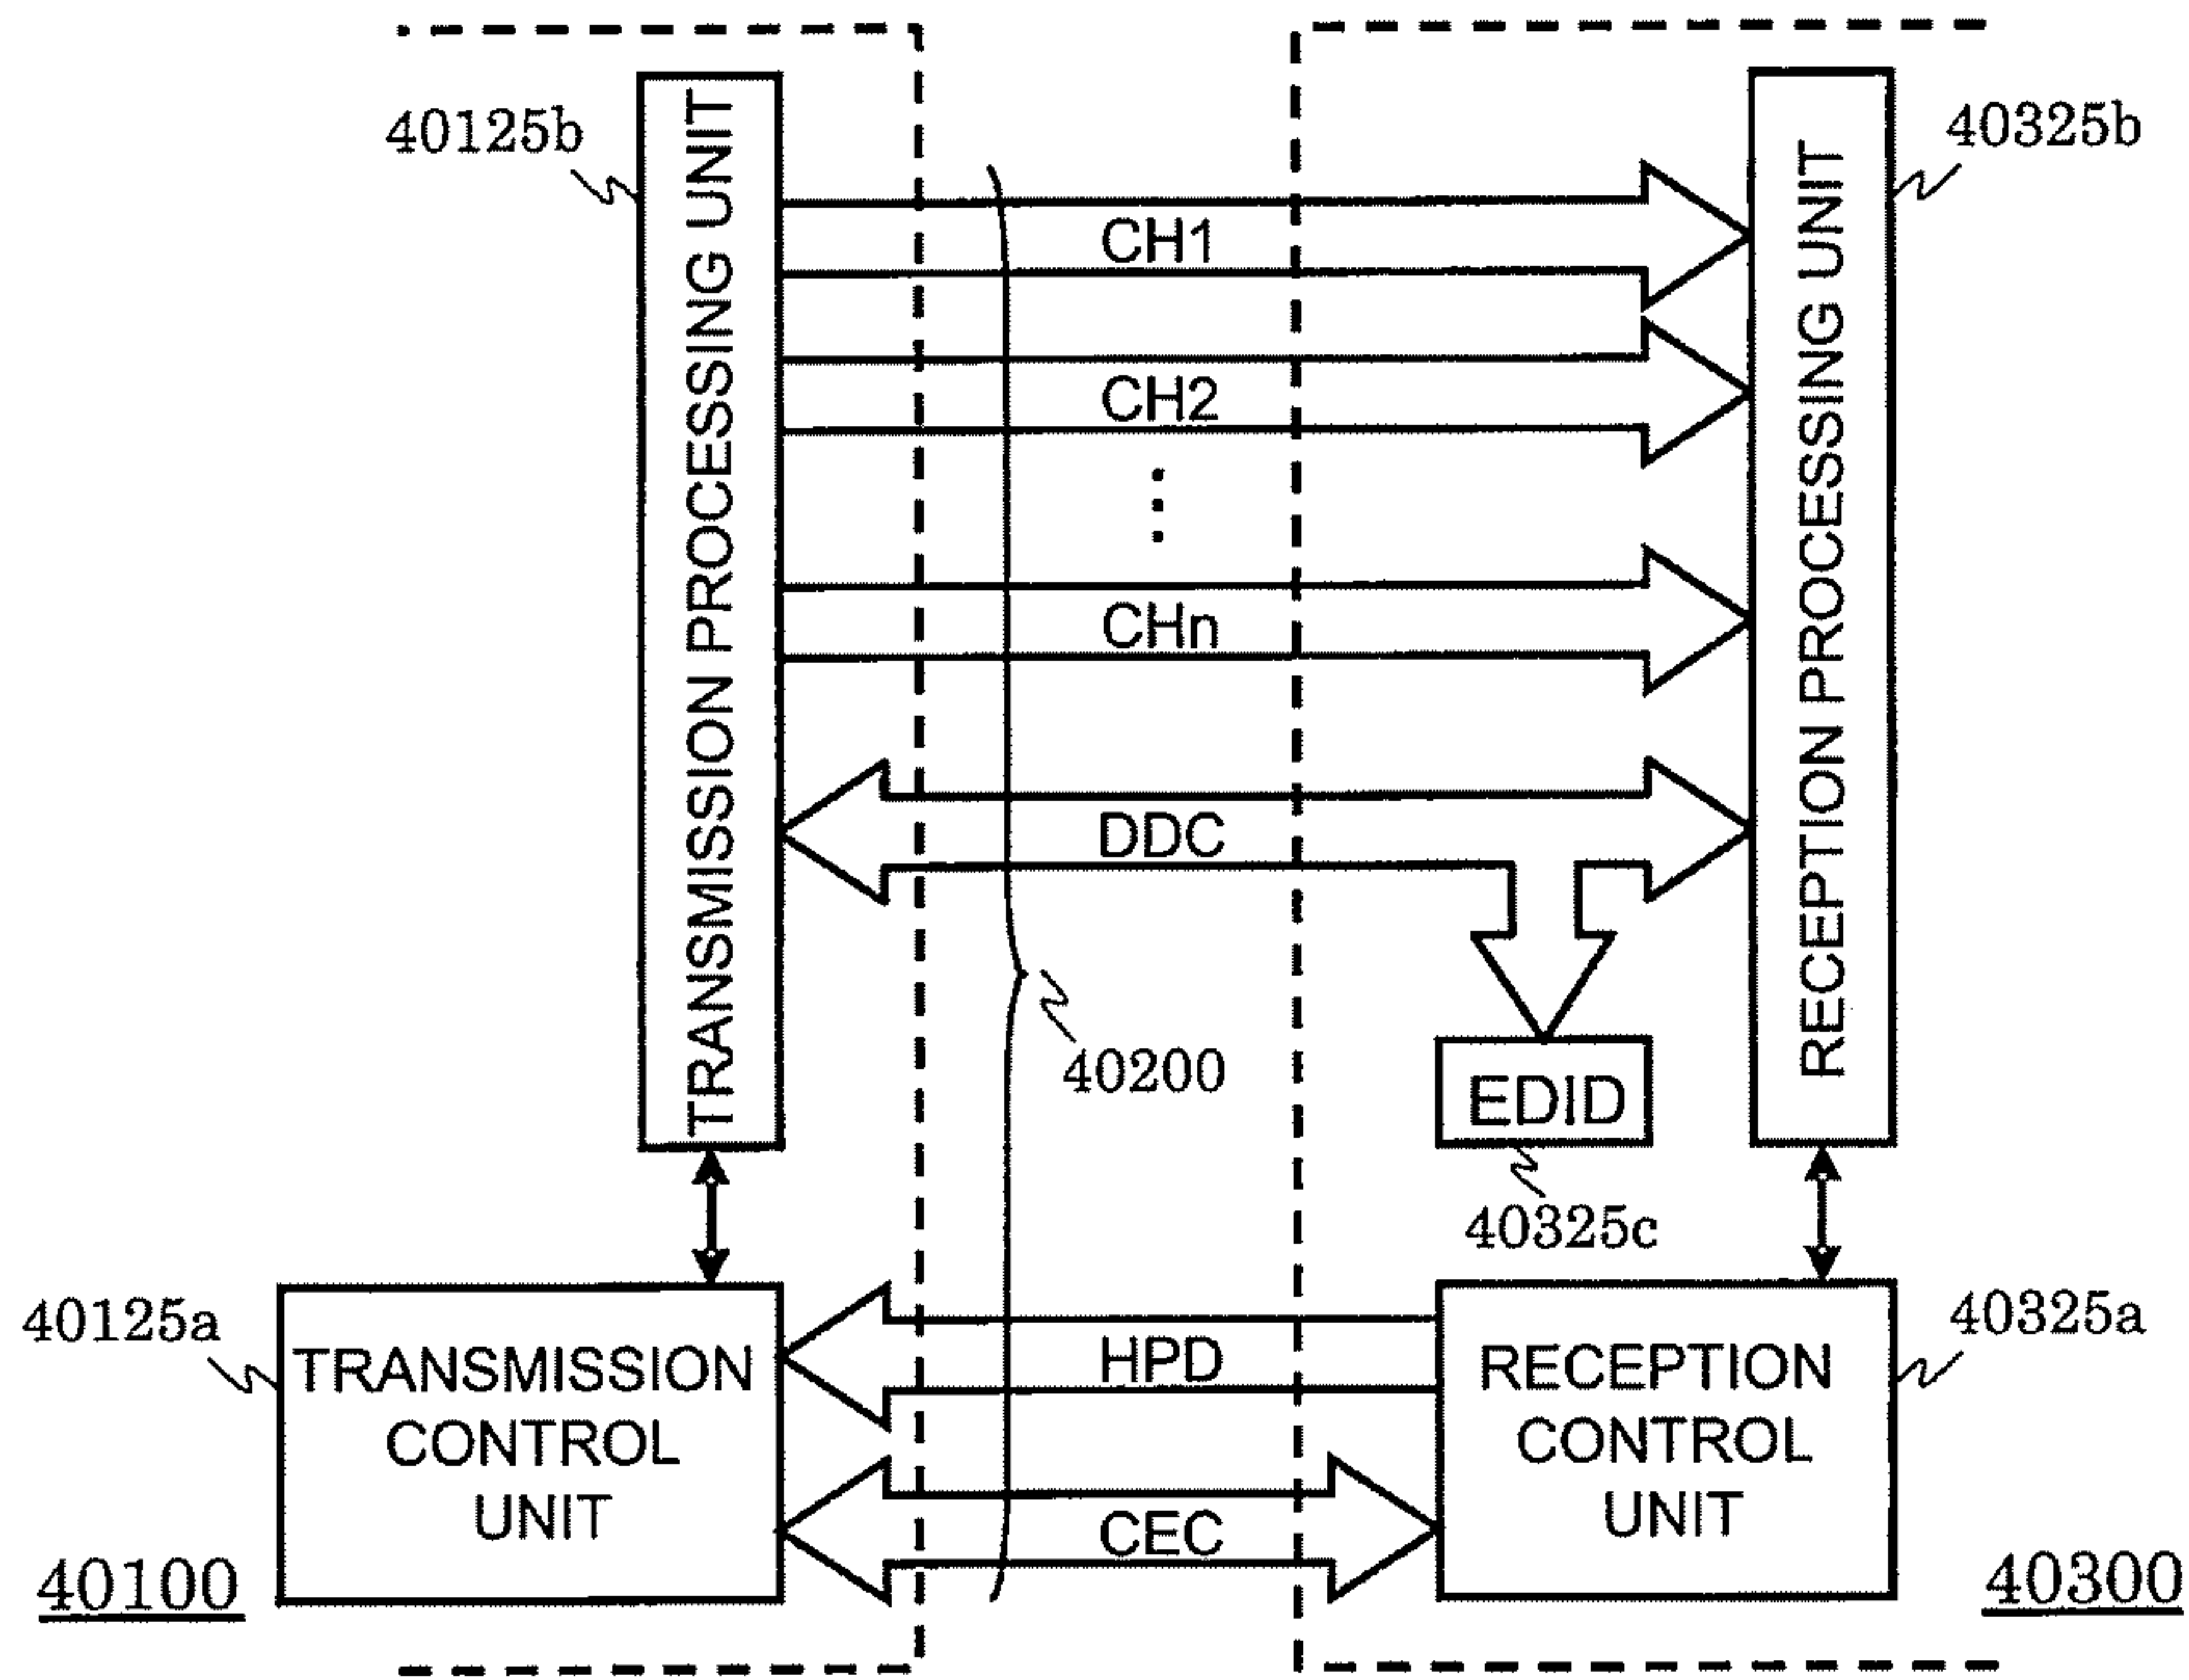 40125b
TRANSMISSION PROCESSING UNIT
CH1
CH2
CHn
DDC
40200
EDID
40325c
RECEPTION PROCESSING UNIT
40325b
40125a
TRANSMISSION
CONTROL
UNIT
HPD
CEC
RECEPTION
CONTROL
UNIT
40325a
40100
40300